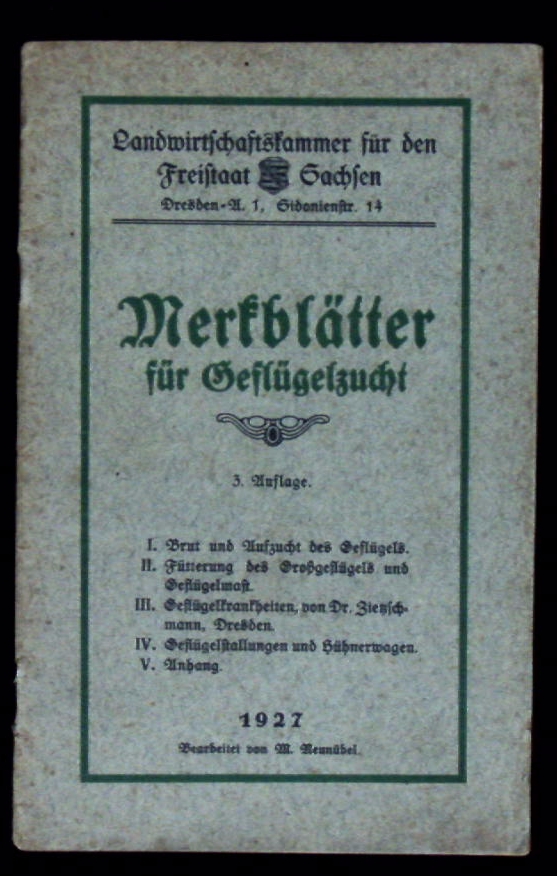 Landwirtschaftskammer für den
Freistaat Sachsen
Dresden-A. 1, Sidonienstr. 14
Merkblätter
für Geflügelzucht
3. Auflage.
I. Brut und Aufzucht des Geflügels.
II. Fütterung des Großgeflügels und
Geflügelmast.
III. Geflügelkrankheiten, von Dr. Zietzsch-
mann, Dresden.
IV. Geflügelstallungen und Hühnerwagen.
V. Anhang.
1927
Bearbeitet von M. Neunübel.